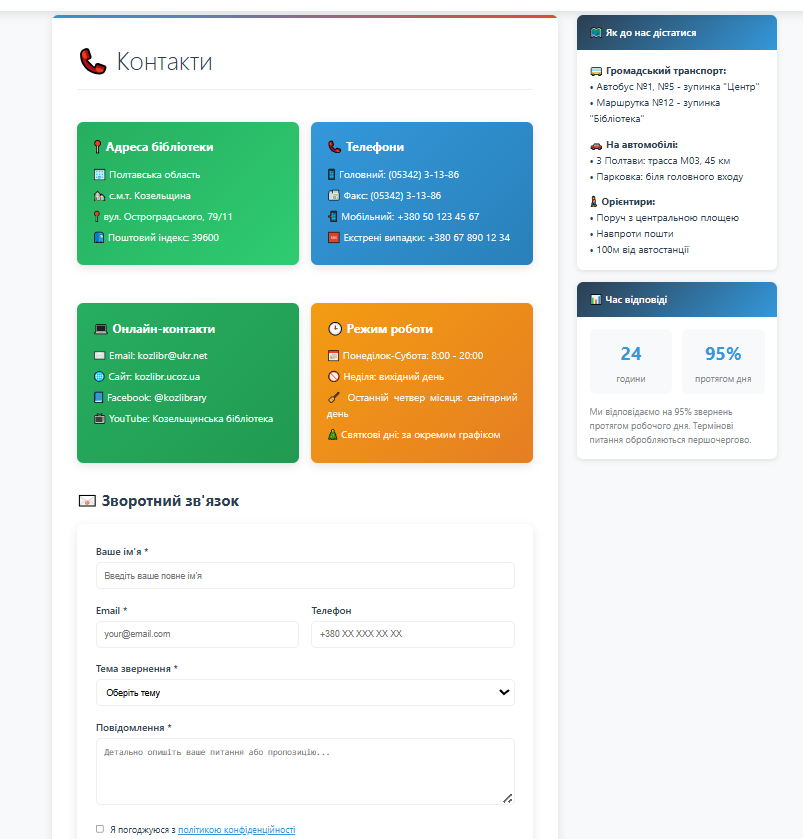 Контакти
Адреса бібліотеки
Полтавська область
с.м.т. Козельщина
вул. Остроградського, 79/11
Поштовий індекс: 39600
Телефони
Головний: (05342) 3-13-86
Факс: (05342) 3-13-86
Мобільний: +380 50 123 45 67
Екстрені випадки: +380 67 890 12 34
Онлайн-контакти
Email: kozlibr@ukr.net
Сайт: kozlibr.ucoz.ua
Facebook: @kozlibrary
YouTube: Козельщинська бібліотека
Режим роботи
Понеділок-Субота: 8:00 - 20:00
Неділя: вихідний день
Останній четвер місяця: санітарний
день
Святкові дні: за окремим графіком
Зворотний зв'язок
Ваше ім'я *
Введіть ваше повне ім'я
Email *
your@email.com
Телефон
+380 XX XXX XX XX
Тема звернення *
Оберіть тему
Повідомлення *
Детально опишіть ваше питання або пропозицію...
Я погоджуюся з політикою конфіденційності
Як до нас дістатися
Громадський транспорт:
• Автобус №1, №5 - зупинка "Центр"
• Маршрутка №12 - зупинка
"Бібліотека"
На автомобілі:
• З Полтави: трасса М03, 45 км
• Парковка: біля головного входу
Орієнтири:
• Поруч з центральною площею
• Навпроти пошти
• 100м від автостанції
Час відповіді
24
години
95%
протягом дня
Ми відповідаємо на 95% звернень
протягом робочого дня. Термінові
питання обробляються першочергово.